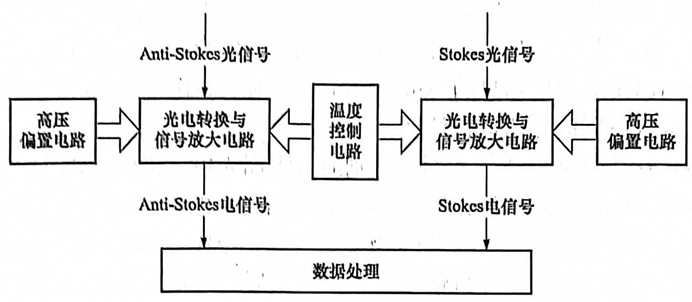 Anti-Stokes光信号
Stokes光信号
高压
偏置电路
光电转换与
信号放大电路
温度
控制
电路
光电转换与
信号放大电路
高压
偏置电路
Anti-Stokes电信号
Stokes电信号
数据处理